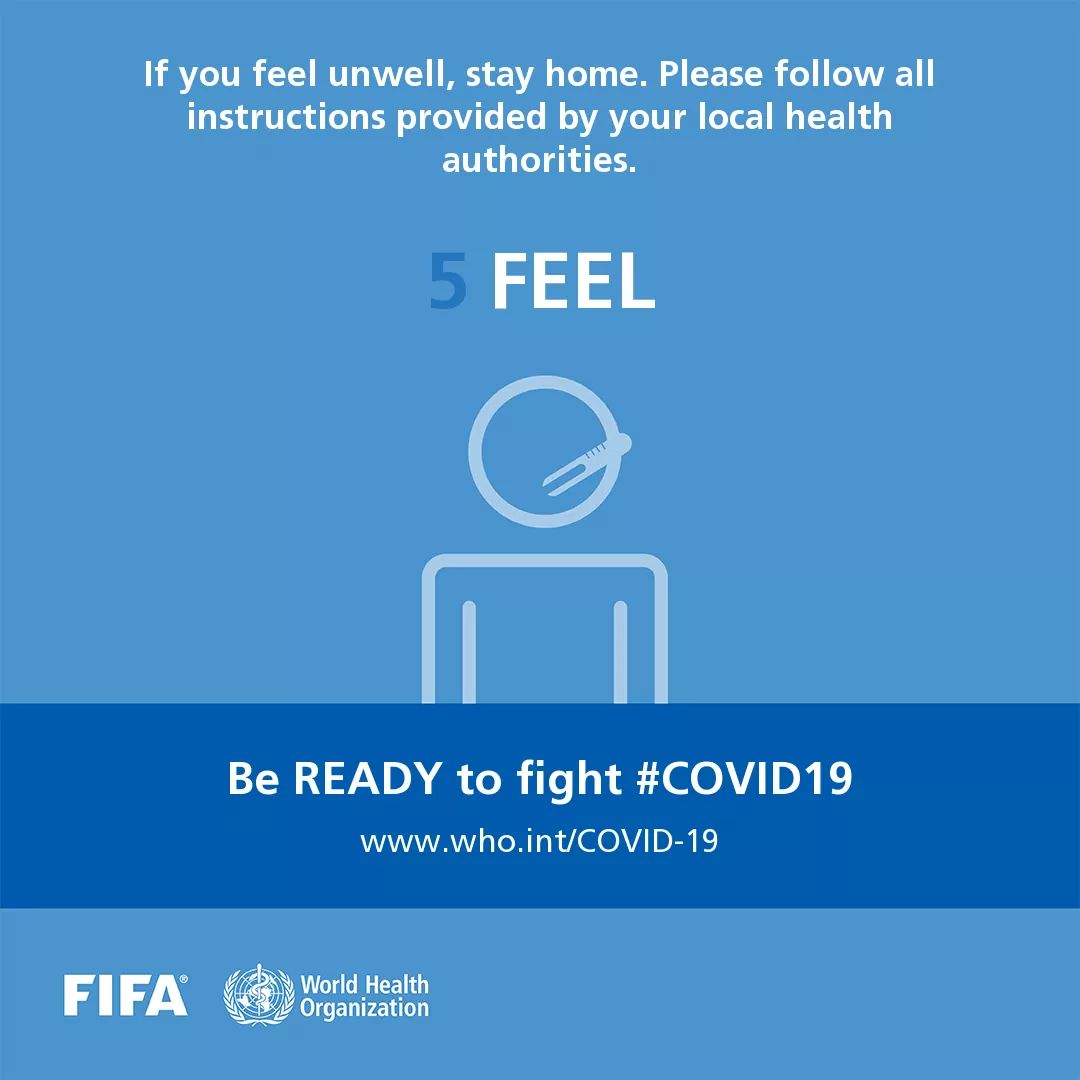 If you feel unwell, stay home. Please follow all
instructions provided by your local health
authorities.
5 FEEL
Be READY to fight #COVID19
www.who.int/COVID-19
FIFA®
World Health
Organization